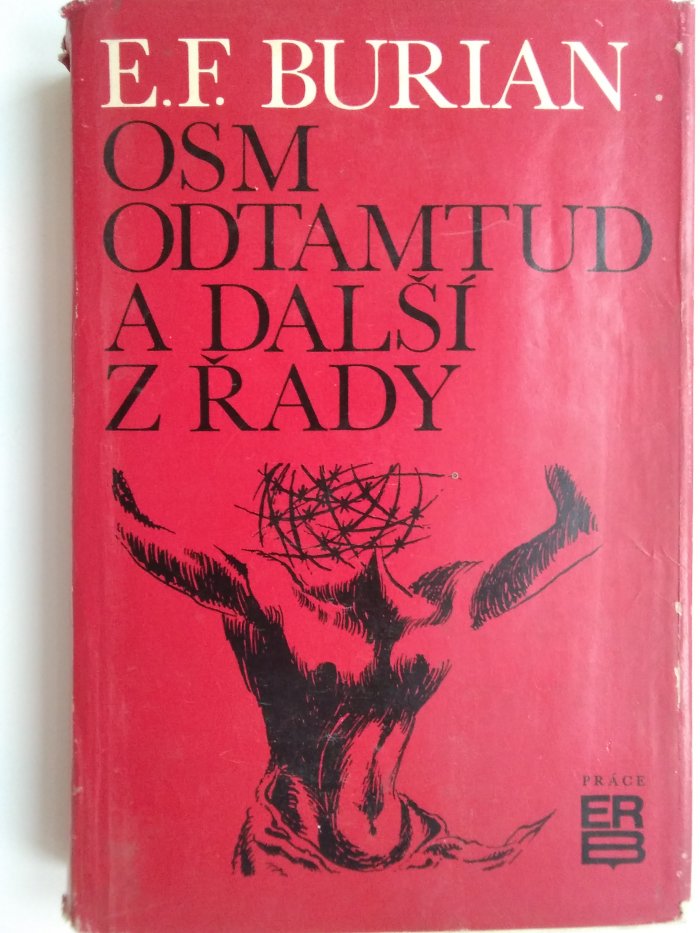 E.F. BURIAN
OSM
ODTAMTUD
A DALŠÍ
Z ŘADY
PRÁCE
ERB